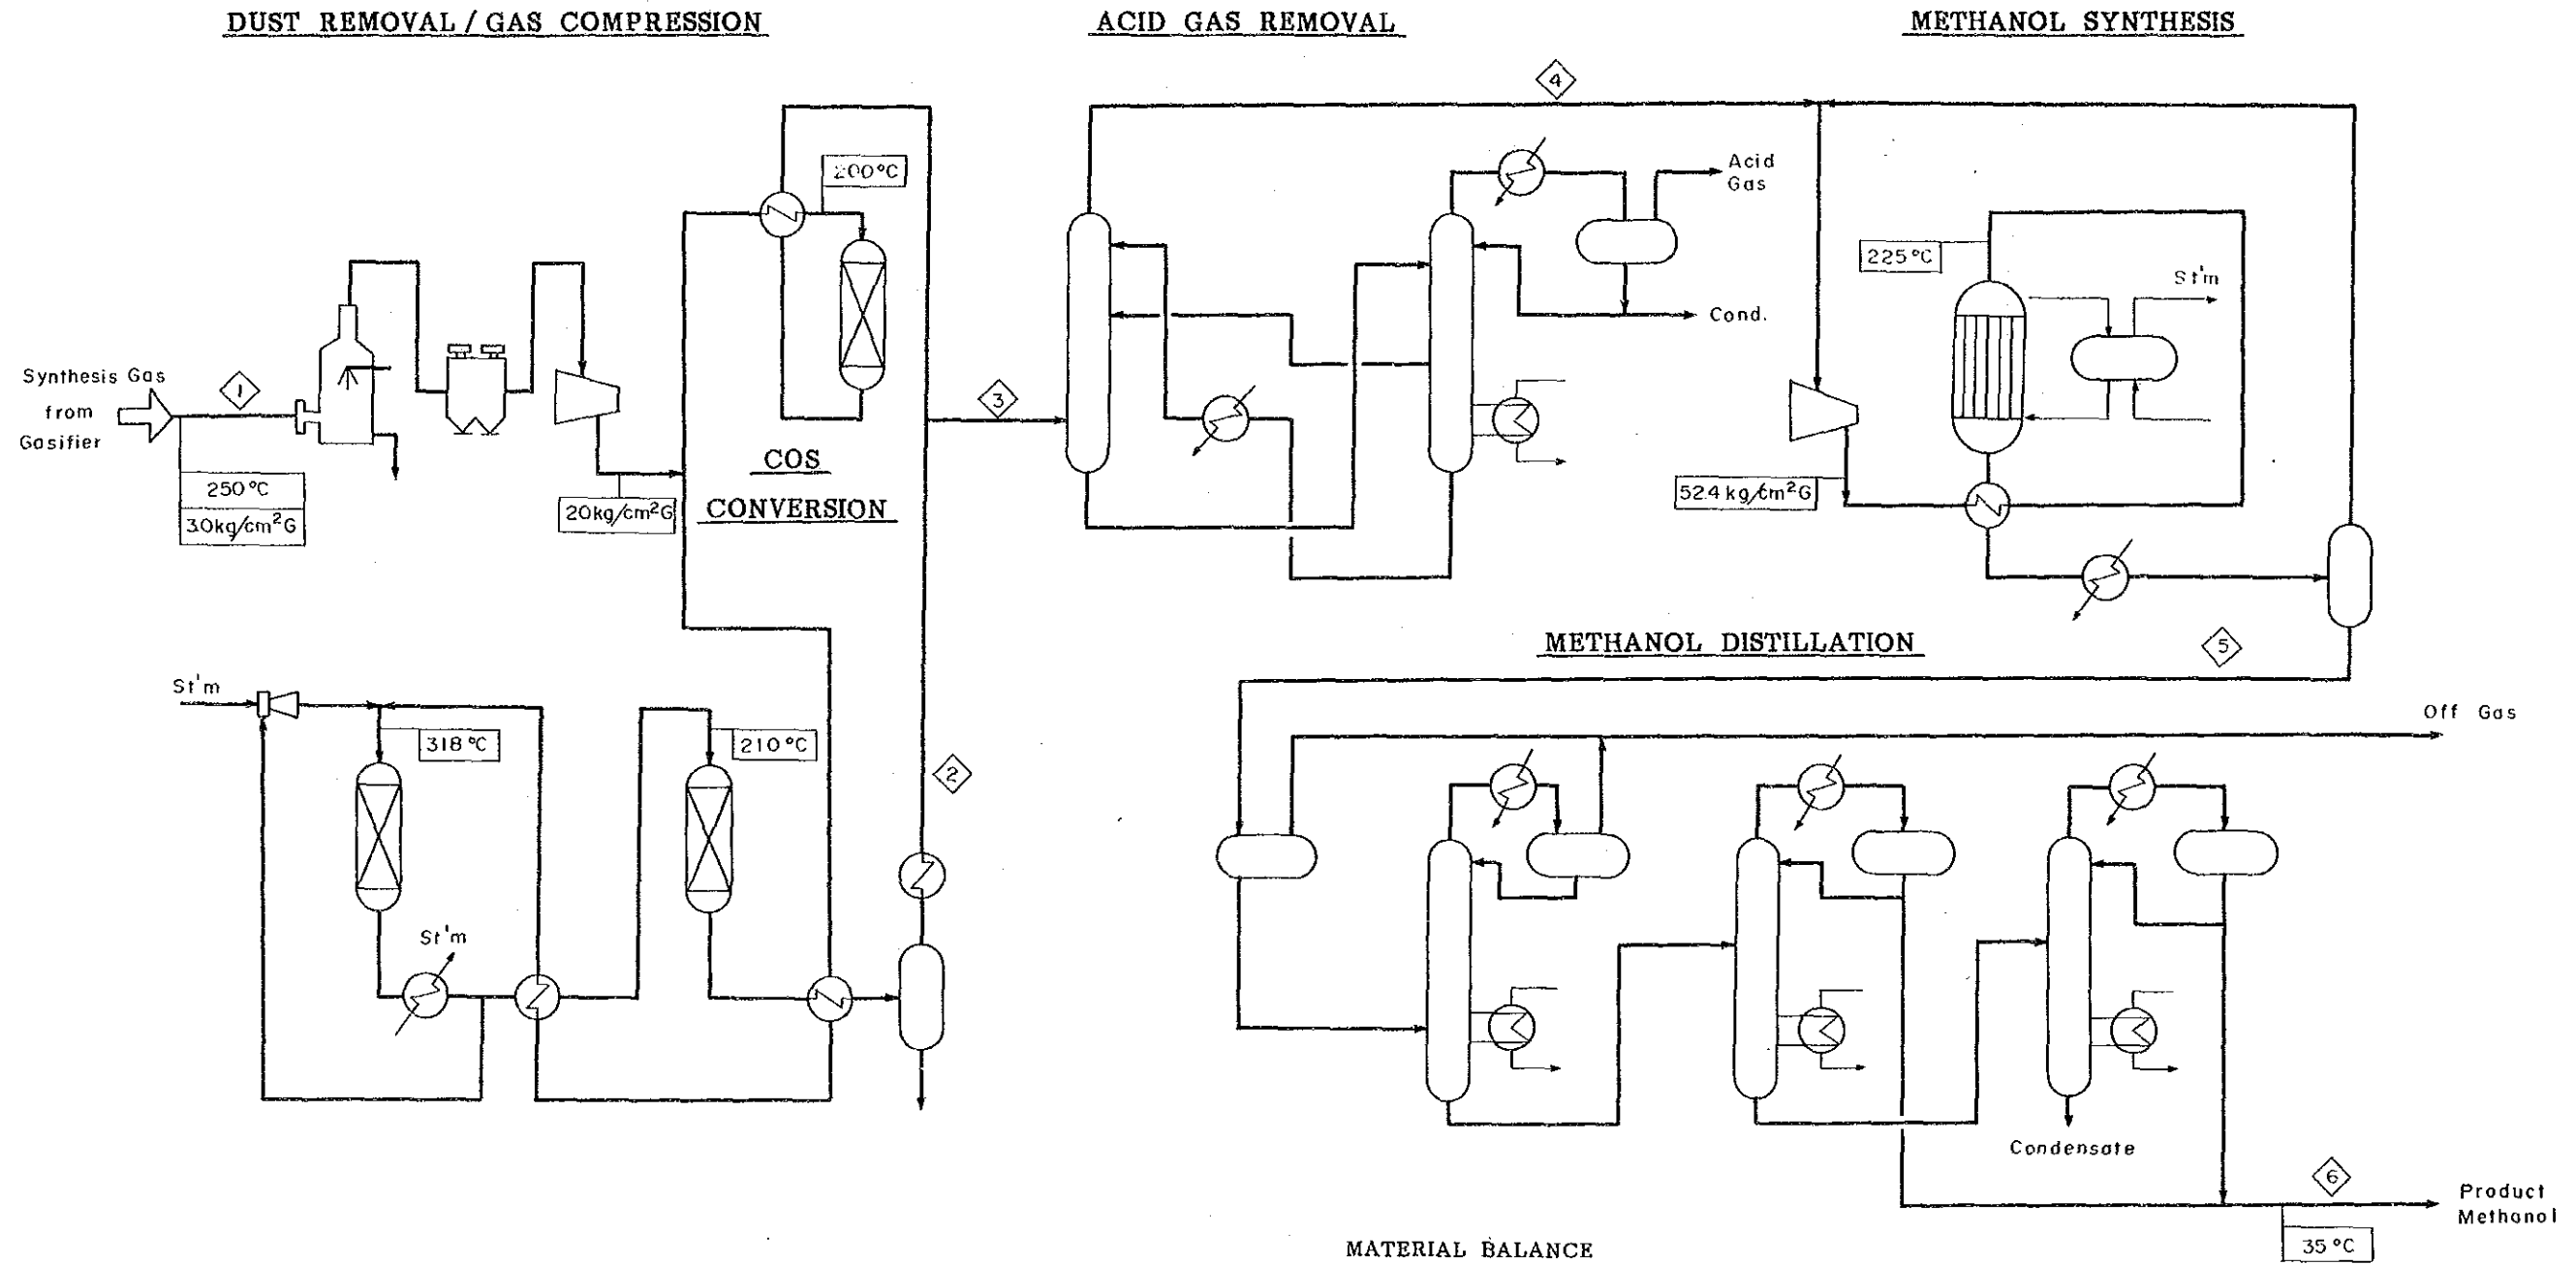 DUST REMOVAL / GAS COMPRESSION
ACID GAS REMOVAL
METHANOL SYNTHESIS
4
200°C
Acid
Gas
225°C
St'm
Cond.
Synthesis Gas
from
Gasifier
1
3
COS
CONVERSION
250°C
3.0kg/cm²G
20kg/cm²G
52.4 kg/cm²G
METHANOL DISTILLATION
5
St'm
318°C
210°C
2
Off Gas
St'm
Condensate
6
Product
Methanol
35°C
MATERIAL BALANCE